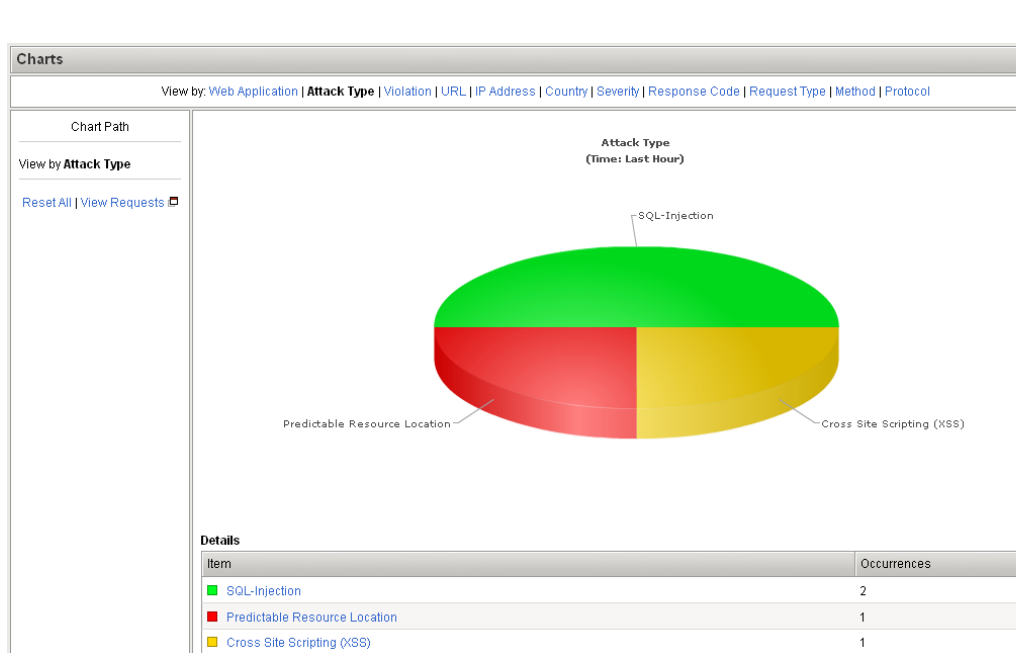 Charts
View by: Web Application | Attack Type | Violation | URL | IP Address | Country | Severity | Response Code | Request Type | Method | Protocol
Chart Path
View by Attack Type
Reset All | View Requests
Attack Type
(Time: Last Hour)
SQL-Injection
Predictable Resource Location
Cross Site Scripting (XSS)
Details
Item Occurrences
SQL-Injection 2
Predictable Resource Location 1
Cross Site Scripting (XSS) 1